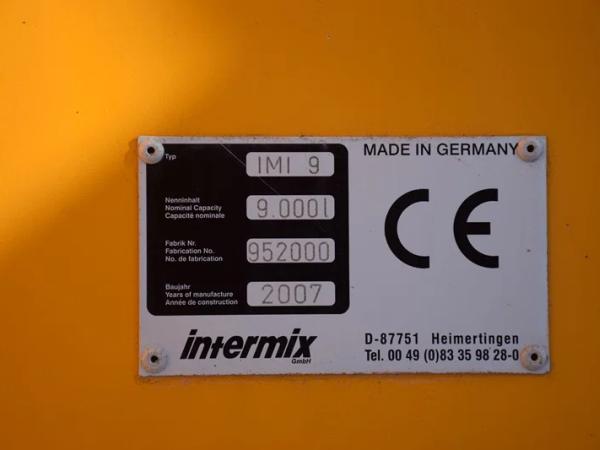 Typ IMI 9
Nenninhalt
Nominal Capacity
Capacité nominale
9.000l
Fabrik Nr.
Fabrication No.
No. de fabrication
952000
Baujahr
Years of manufacture
Année de construction
2007
intermix
GmbH
MADE IN GERMANY
CE
D-87751 Heimertingen
Tel. 00 49 (0)83 35 98 28-0